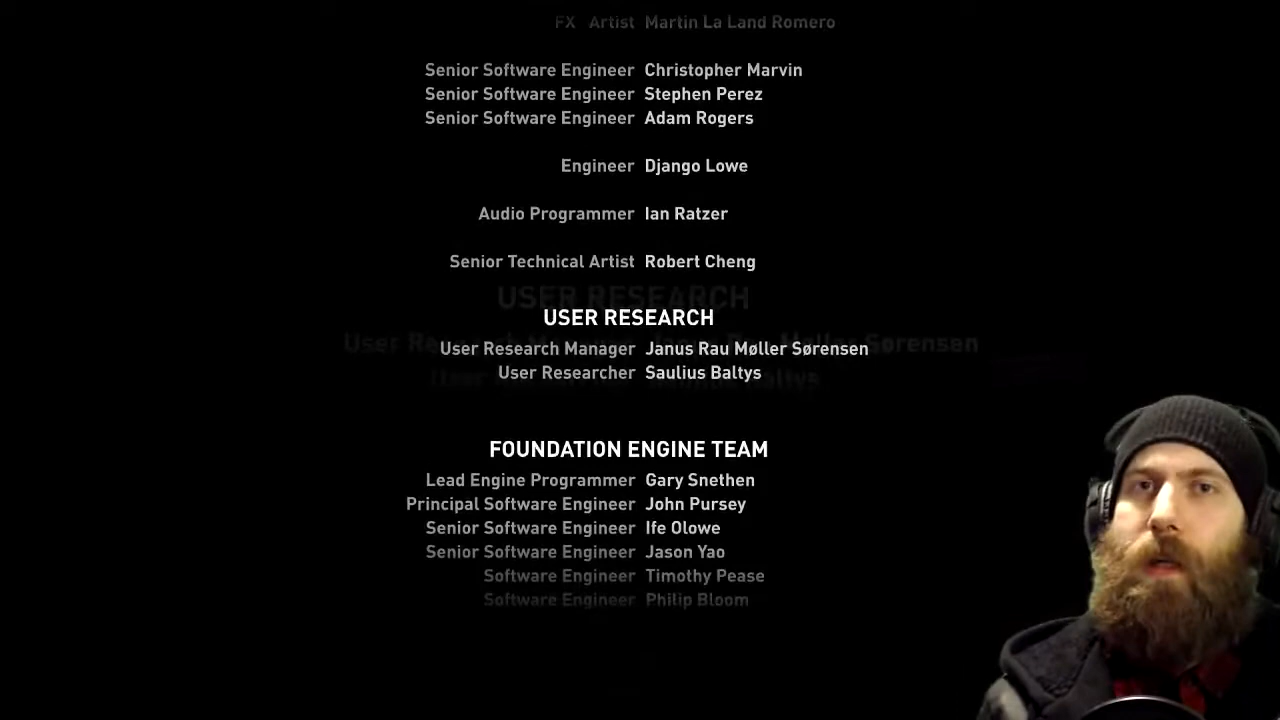 FX Artist Martin La Land Romero
Senior Software Engineer Christopher Marvin
Senior Software Engineer Stephen Perez
Senior Software Engineer Adam Rogers
Engineer Django Lowe
Audio Programmer Ian Ratzer
Senior Technical Artist Robert Cheng
USER RESEARCH
User Research Manager Janus Rau Møller Sørensen
User Researcher Saulius Baltys
FOUNDATION ENGINE TEAM
Lead Engine Programmer Gary Snethen
Principal Software Engineer John Pursey
Senior Software Engineer Ife Olowe
Senior Software Engineer Jason Yao
Software Engineer Timothy Pease
Software Engineer Philip Bloom